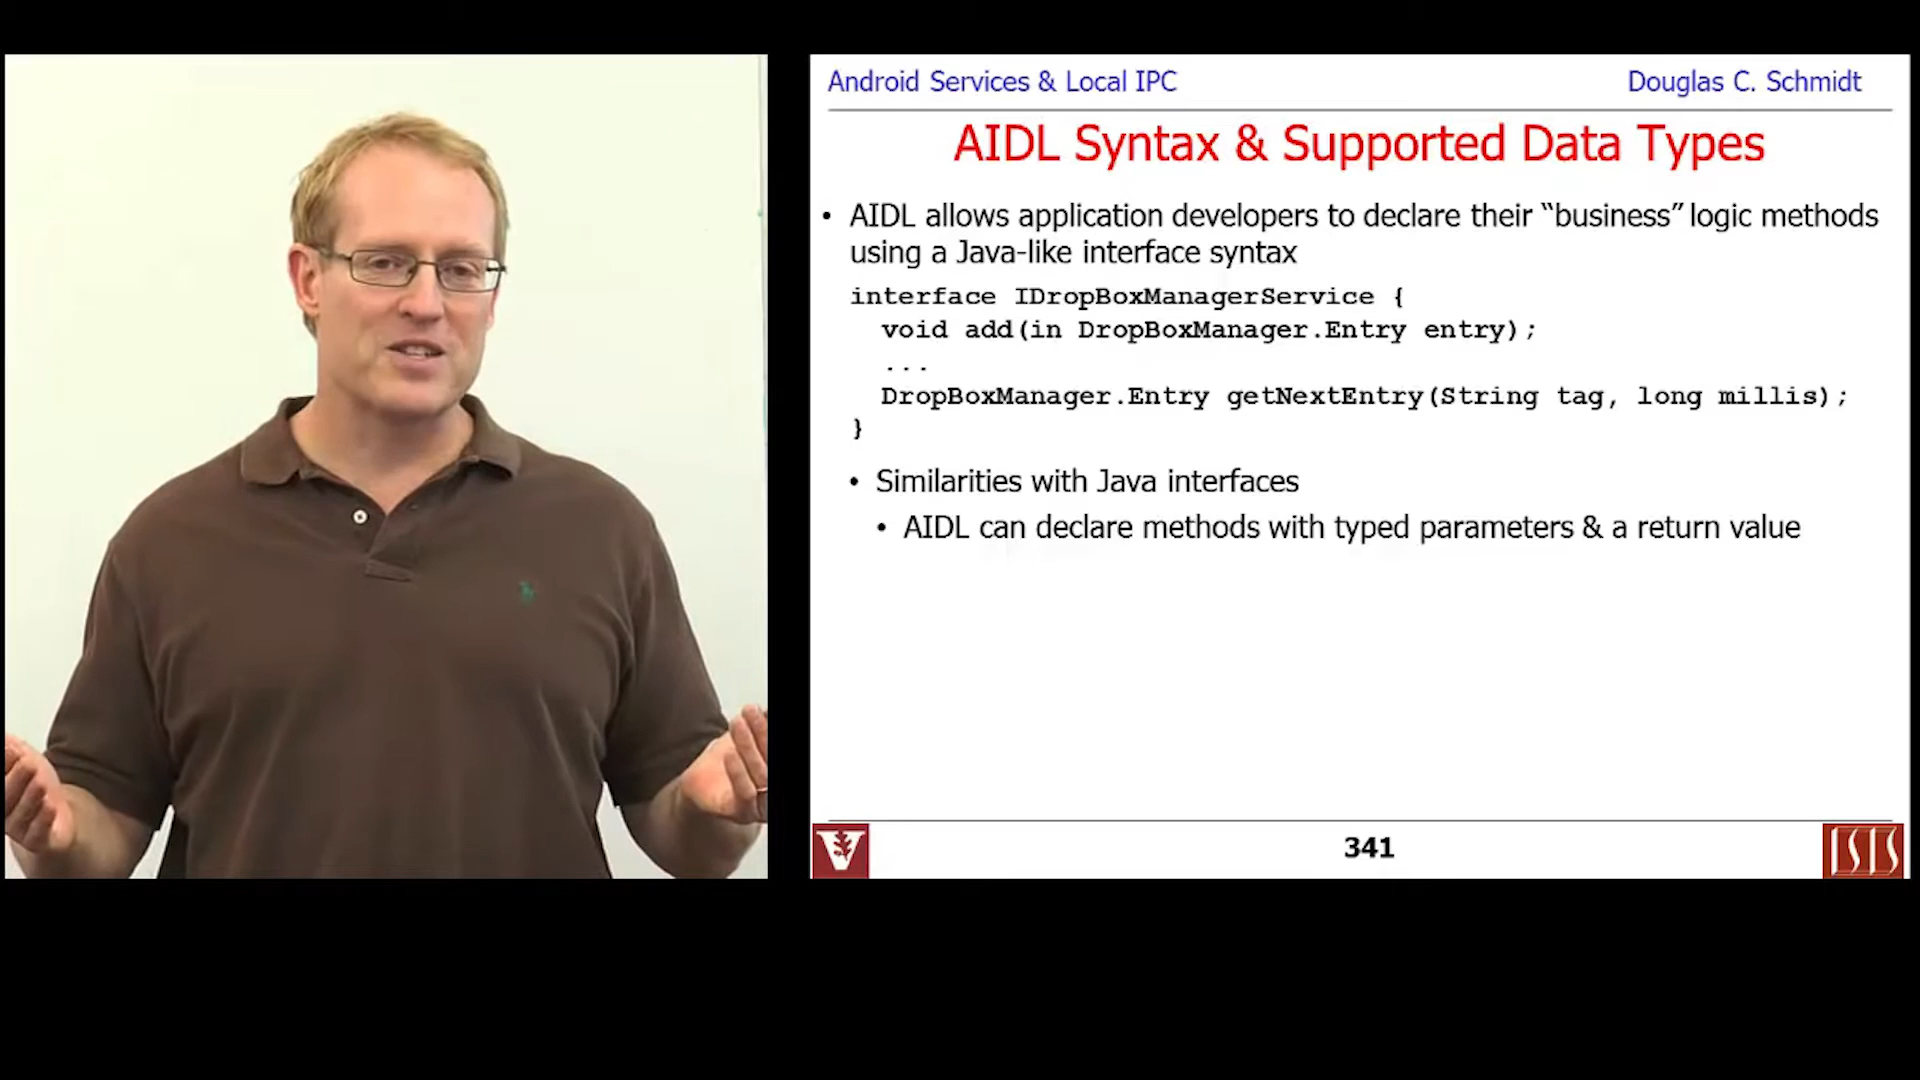 Android Services & Local IPC
Douglas C. Schmidt
AIDL Syntax & Supported Data Types
• AIDL allows application developers to declare their “business” logic methods
using a Java-like interface syntax
interface IDropBoxManagerService {
void add(in DropBoxManager.Entry entry);
...
DropBoxManager.Entry getNextEntry(String tag, long millis);
}
• Similarities with Java interfaces
• AIDL can declare methods with typed parameters & a return value
V
341
ISIS